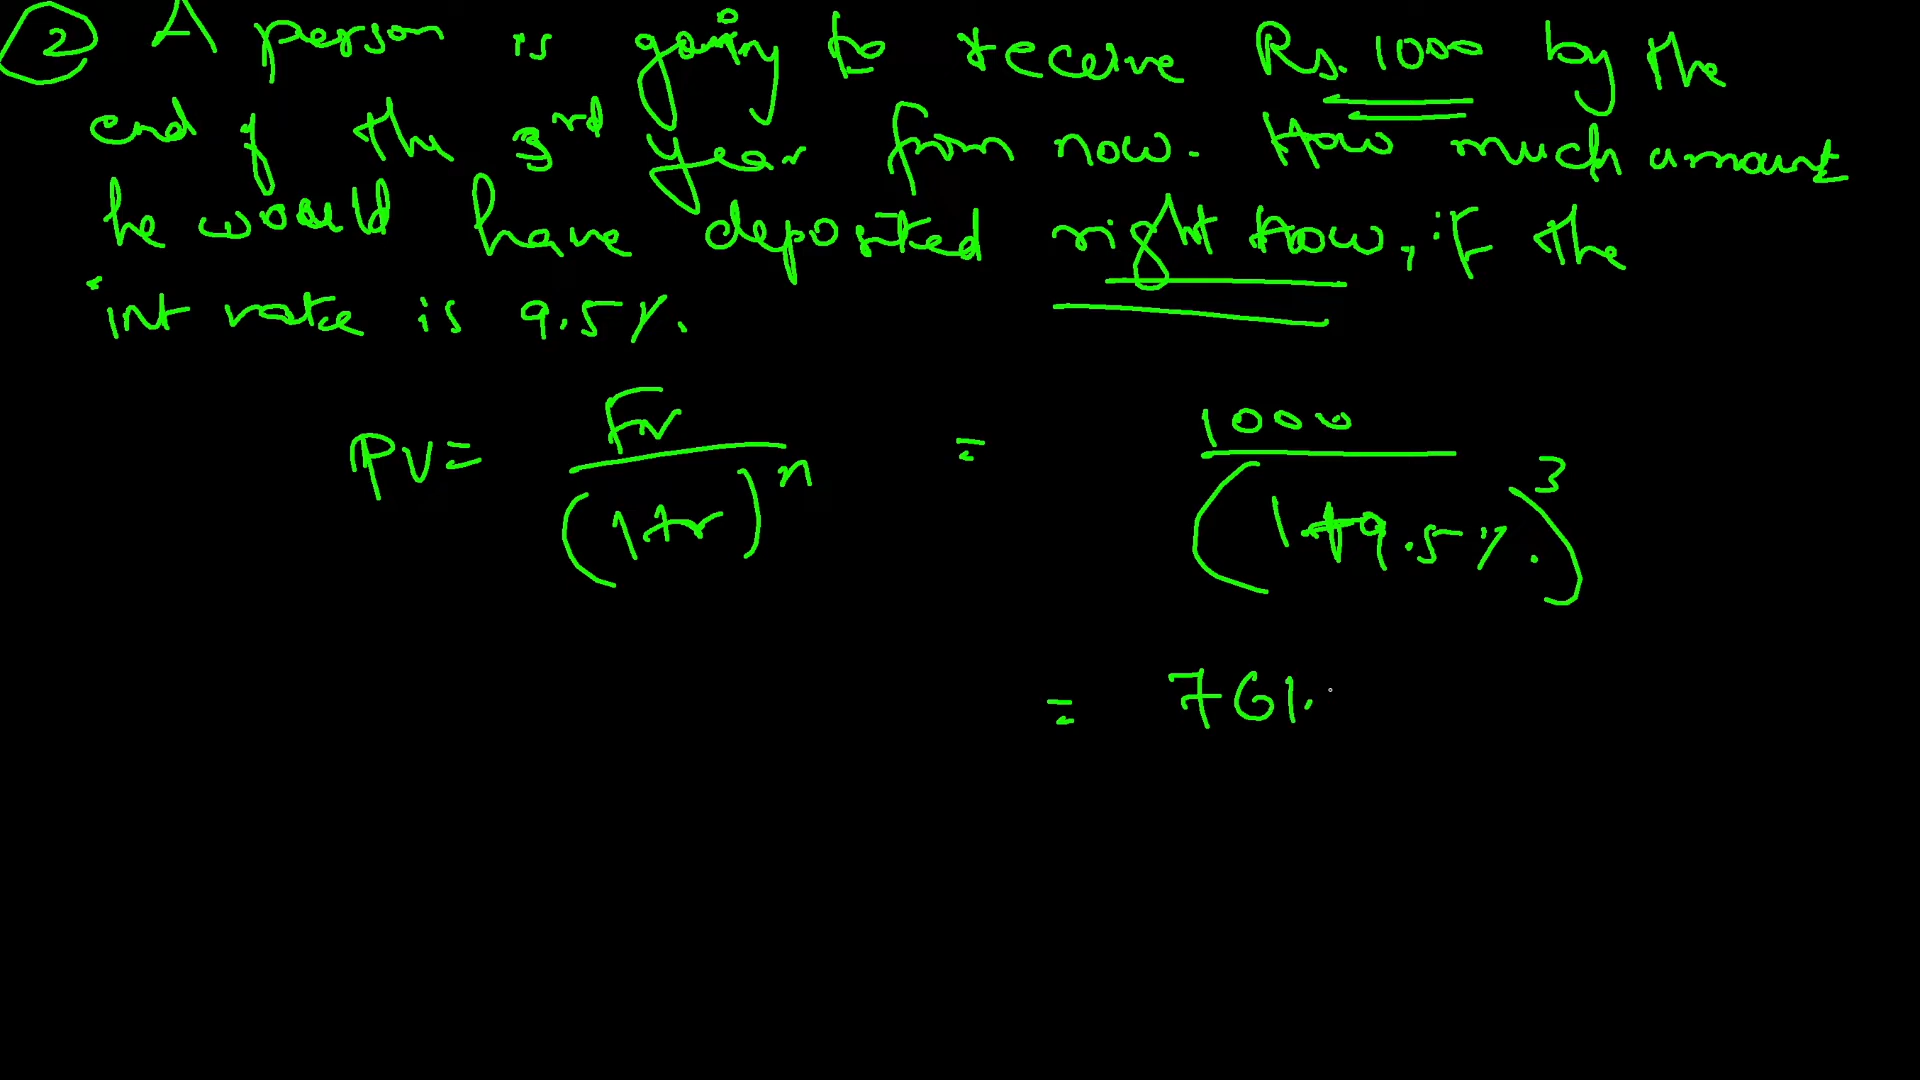 ② A person is going to receive Rs. 1000 by the
end of the 3rd year from now. How much amount
he would have deposited right now, if the
int rate is 9.5%.
PV = FV / (1+r)^n = 1000 / (1+9.5%)^3
= 761.